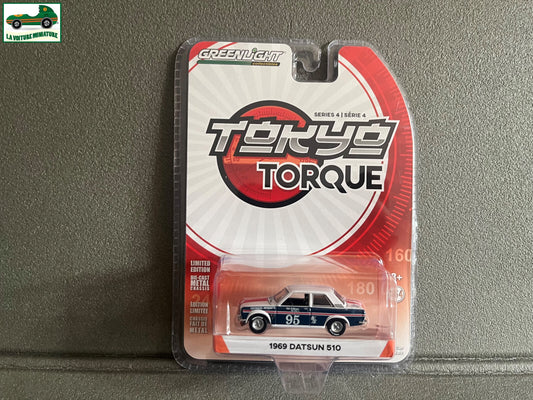 LA VOITURE MINIATURE
GREENLIGHT
SERIES 4 | SÉRIE 4
TOKYO
TORQUE
LIMITED
EDITION
DIE-CAST
METAL
CHASSIS
ÉDITION
LIMITÉE
CHÂSSIS
FAIT DE
MÉTAL
160
180
95
1969 DATSUN 510